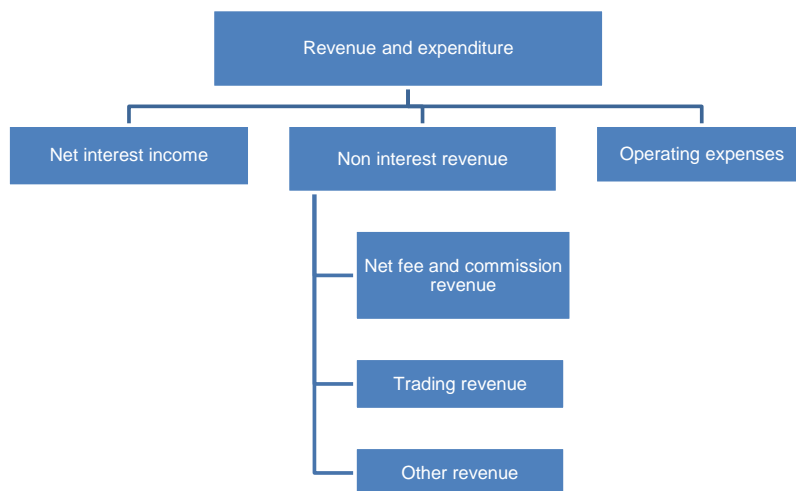 Revenue and expenditure
Net interest income
Non interest revenue
Operating expenses
Net fee and commission
revenue
Trading revenue
Other revenue